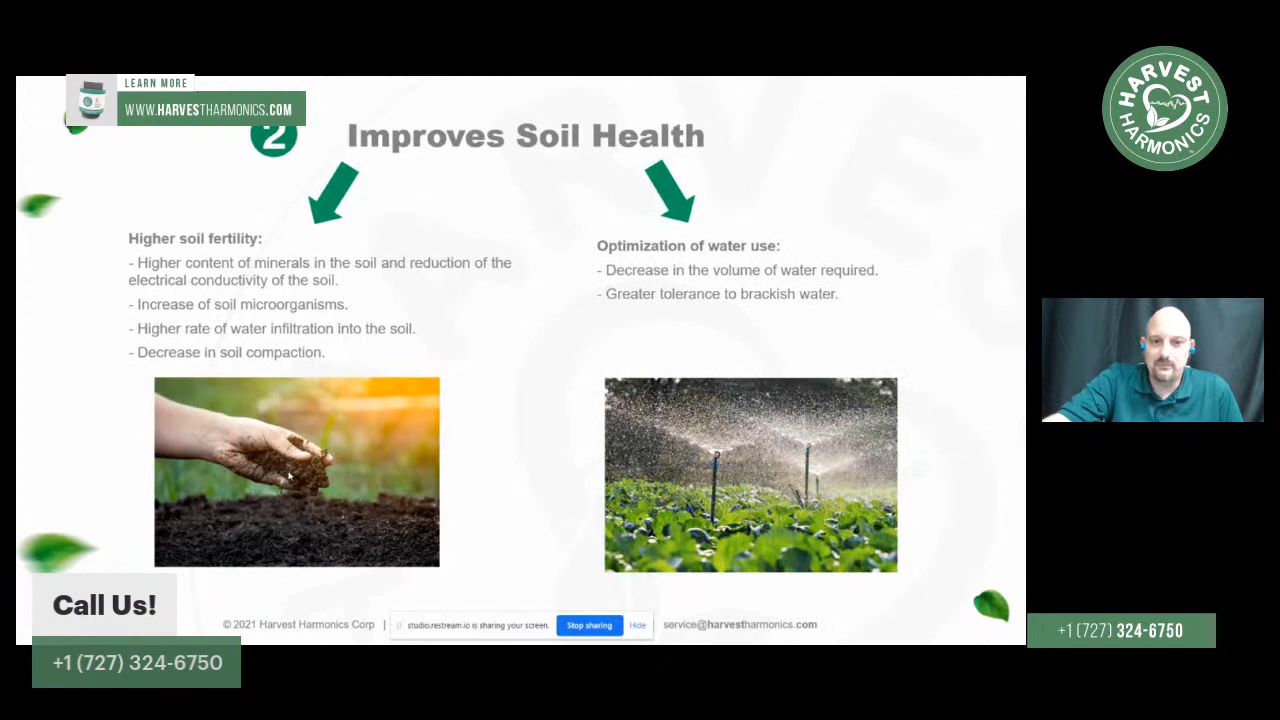 LEARN MORE
WWW.HARVESTHARMONICS.COM
2
Improves Soil Health
Higher soil fertility:
- Higher content of minerals in the soil and reduction of the
electrical conductivity of the soil.
- Increase of soil microorganisms.
- Higher rate of water infiltration into the soil.
- Decrease in soil compaction.
Optimization of water use:
- Decrease in the volume of water required.
- Greater tolerance to brackish water.
© 2021 Harvest Harmonics Corp |
studio.restream.io is sharing your screen.
Stop sharing
Hide
service@harvestharmonics.com
Call Us!
+1 (727) 324-6750
HARVEST
HARMONICS
+1 (727) 324-6750